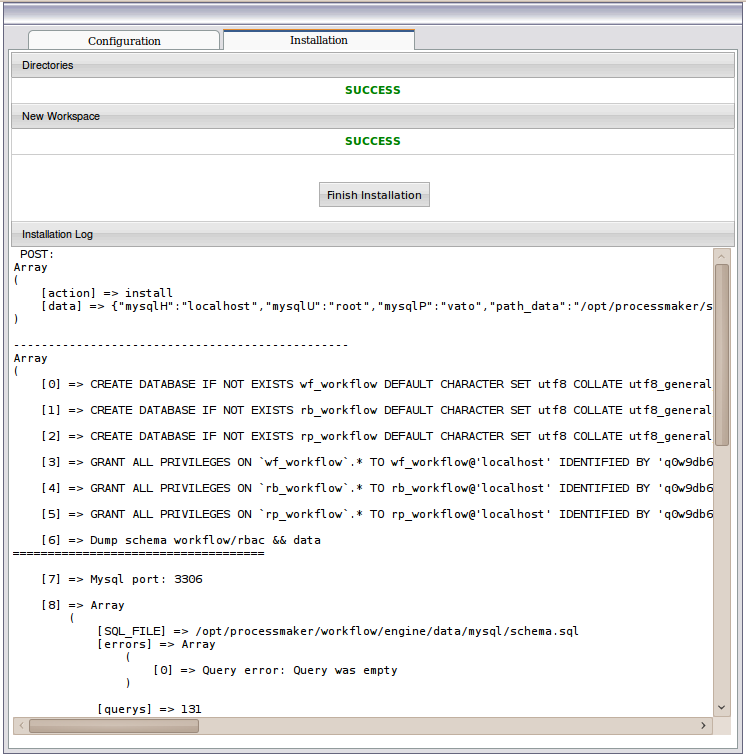 Configuration
Installation
Directories
SUCCESS
New Workspace
SUCCESS
Finish Installation
Installation Log
POST:
Array
(
[action] => install
[data] => {"mysqlH":"localhost","mysqlU":"root","mysqlP":"vato","path_data":"/opt/processmaker/s
)
------------------------------------------------
Array
(
[0] => CREATE DATABASE IF NOT EXISTS wf_workflow DEFAULT CHARACTER SET utf8 COLLATE utf8_general
[1] => CREATE DATABASE IF NOT EXISTS rb_workflow DEFAULT CHARACTER SET utf8 COLLATE utf8_general
[2] => CREATE DATABASE IF NOT EXISTS rp_workflow DEFAULT CHARACTER SET utf8 COLLATE utf8_general
[3] => GRANT ALL PRIVILEGES ON `wf_workflow`.* TO wf_workflow@'localhost' IDENTIFIED BY 'q0w9db6
[4] => GRANT ALL PRIVILEGES ON `rb_workflow`.* TO rb_workflow@'localhost' IDENTIFIED BY 'q0w9db6
[5] => GRANT ALL PRIVILEGES ON `rp_workflow`.* TO rp_workflow@'localhost' IDENTIFIED BY 'q0w9db6
[6] => Dump schema workflow/rbac && data
====================================
[7] => Mysql port: 3306
[8] => Array
(
[SQL_FILE] => /opt/processmaker/workflow/engine/data/mysql/schema.sql
[errors] => Array
(
[0] => Query error: Query was empty
)
[querys] => 131